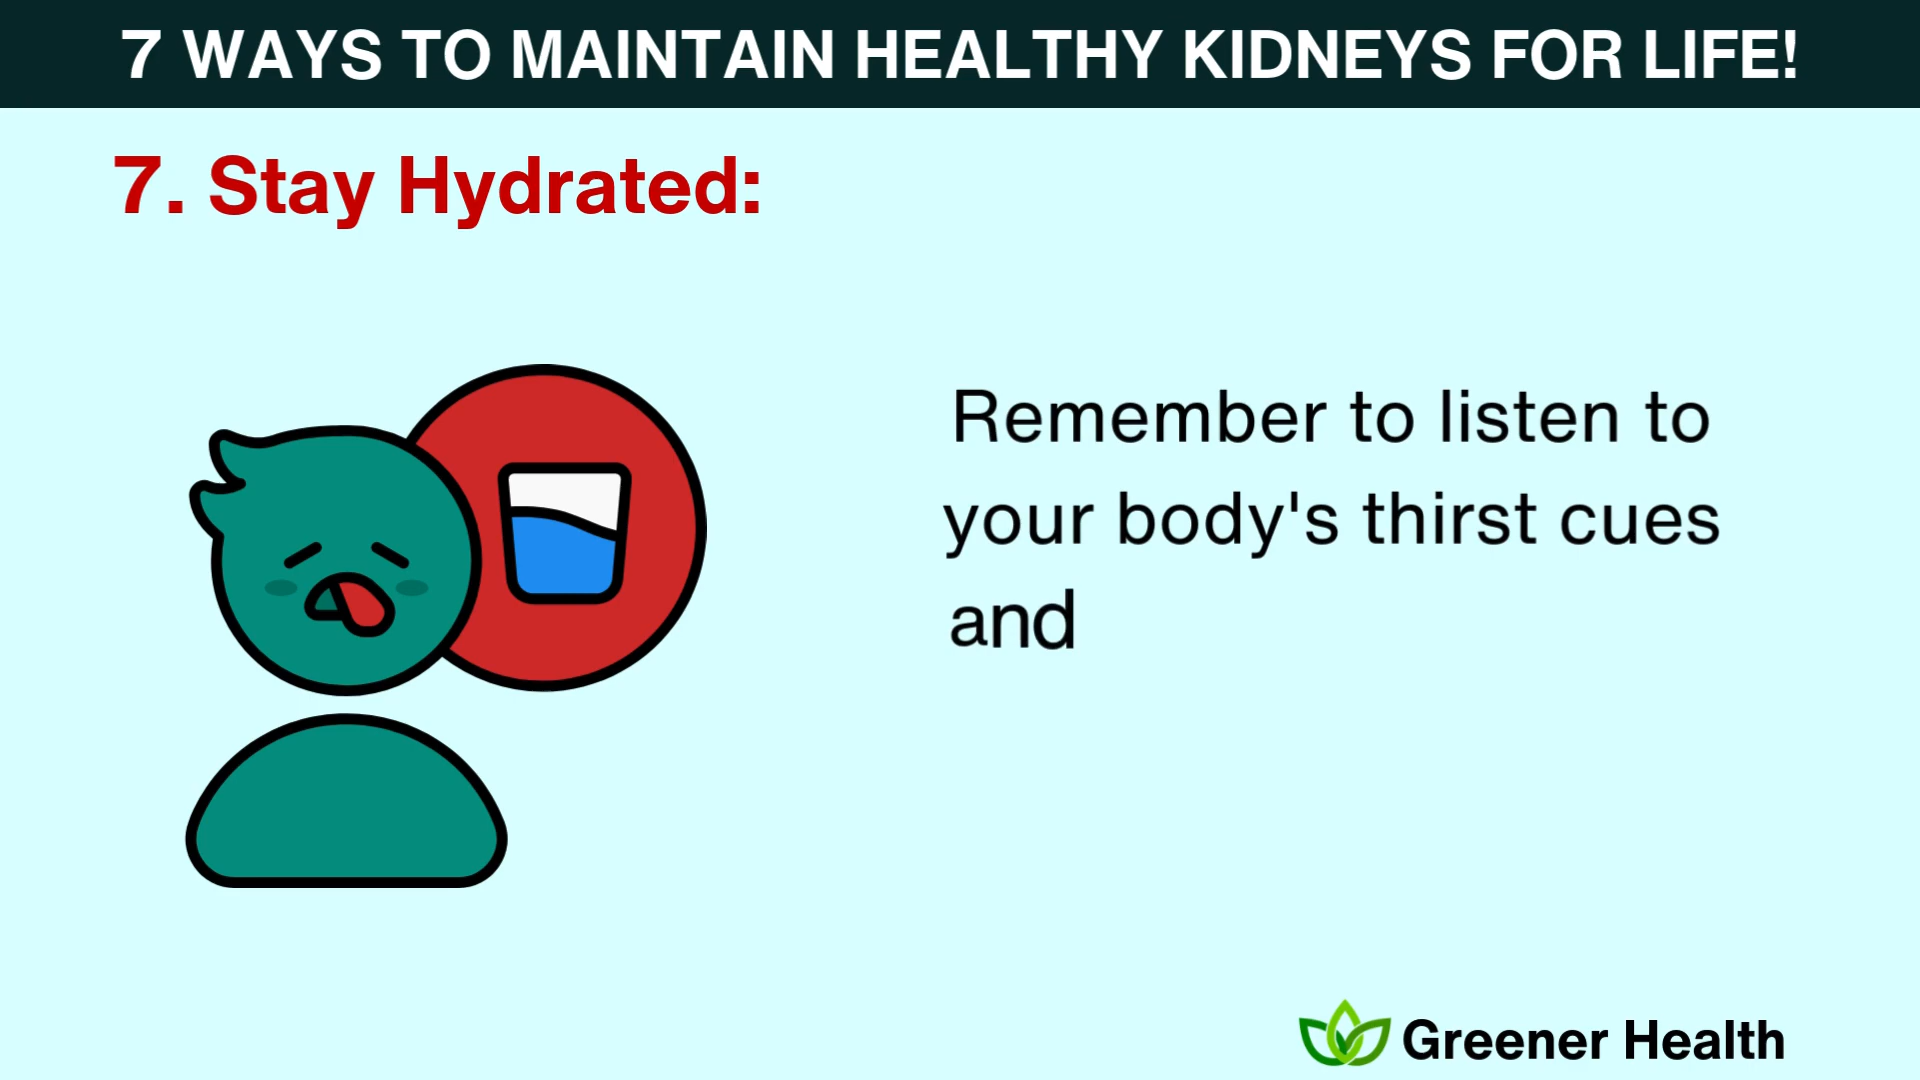 7 WAYS TO MAINTAIN HEALTHY KIDNEYS FOR LIFE!
7. Stay Hydrated:
Remember to listen to
your body's thirst cues
and
Greener Health